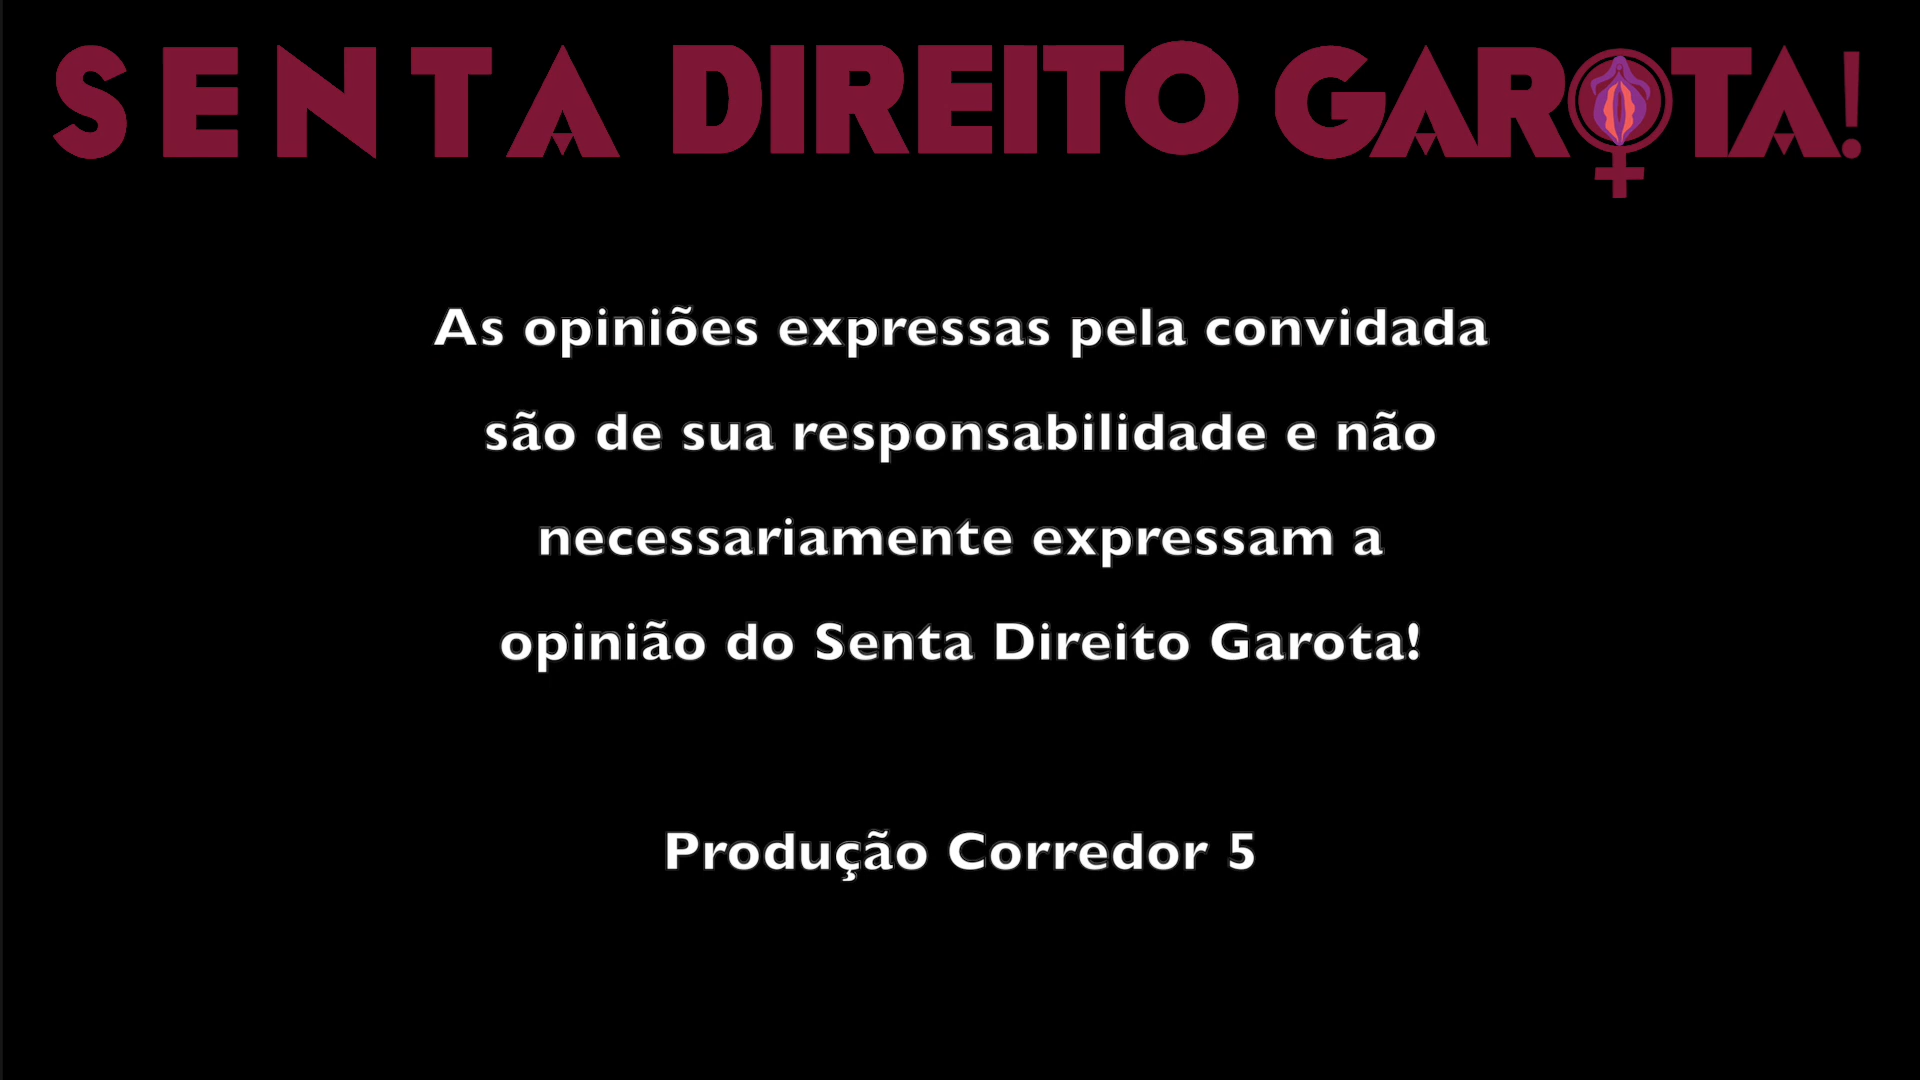 SENTA DIREITO GAROTA!
As opiniões expressas pela convidada
são de sua responsabilidade e não
necessariamente expressam a
opinião do Senta Direito Garota!
Produção Corredor 5